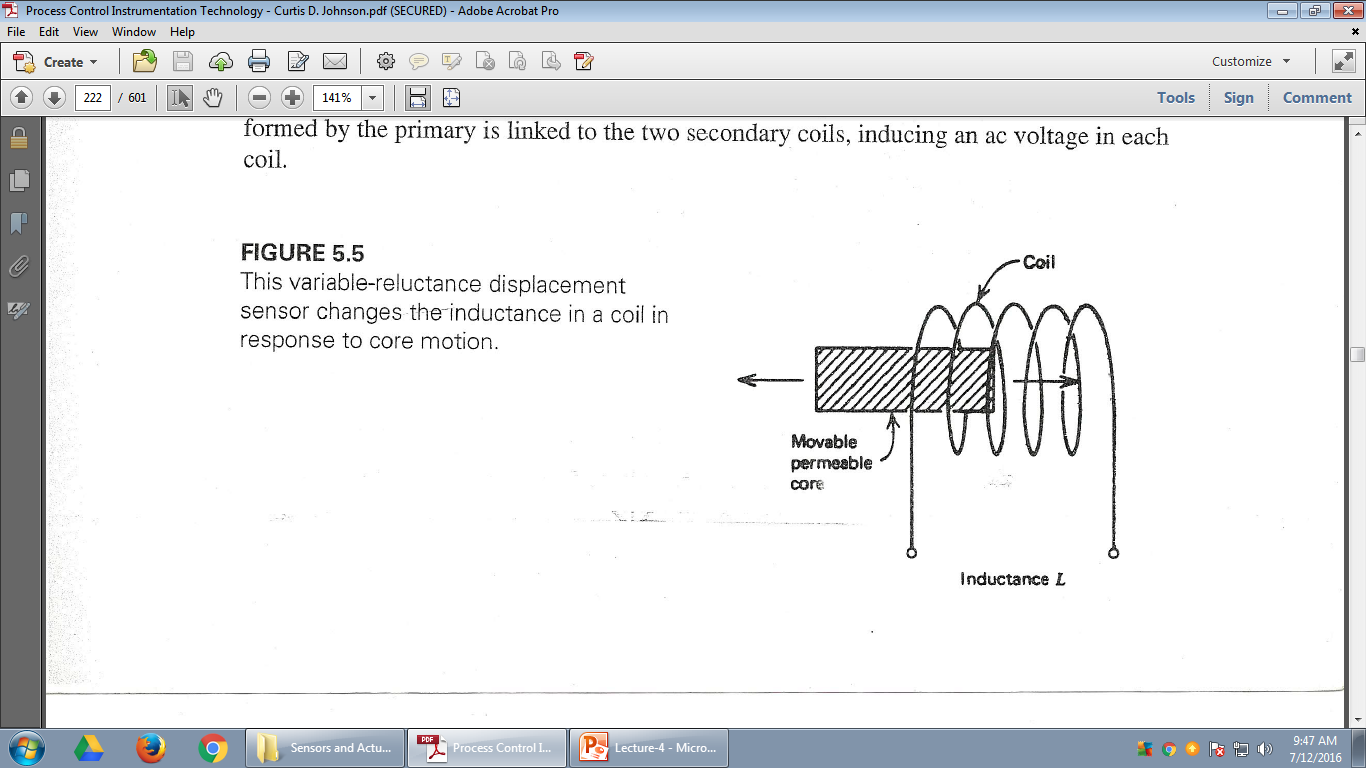 Process Control Instrumentation Technology - Curtis D. Johnson.pdf (SECURED) - Adobe Acrobat Pro
File Edit View Window Help
Create
Customize
222 / 601
141%
Tools Sign Comment
formed by the primary is linked to the two secondary coils, inducing an ac voltage in each
coil.
FIGURE 5.5
This variable-reluctance displacement
sensor changes the inductance in a coil in
response to core motion.
Coil
Movable
permeable
core
Inductance L
Sensors and Actu...
PDF
Process Control I...
Lecture-4 - Micro...
9:47 AM
7/12/2016